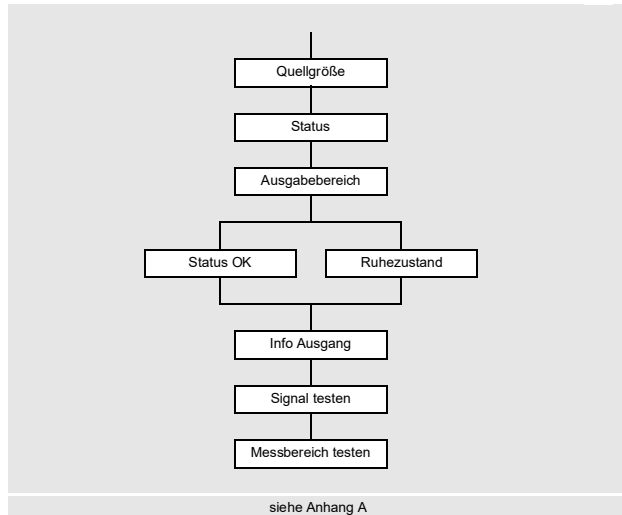 Quellgröße
Status
Ausgabebereich
Status OK
Ruhezustand
Info Ausgang
Signal testen
Messbereich testen
siehe Anhang A